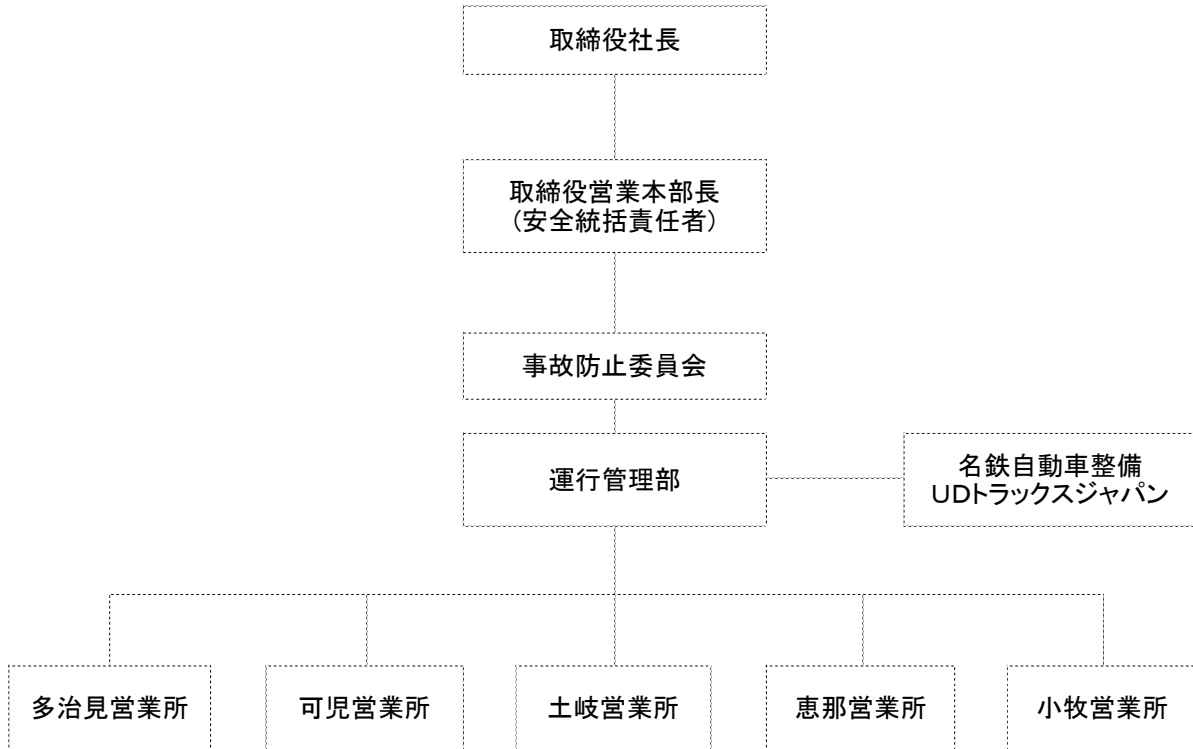 取締役社長
取締役営業本部長
（安全統括責任者）
事故防止委員会
運行管理部
名鉄自動車整備
UDトラックスジャパン
多治見営業所
可児営業所
土岐営業所
恵那営業所
小牧営業所